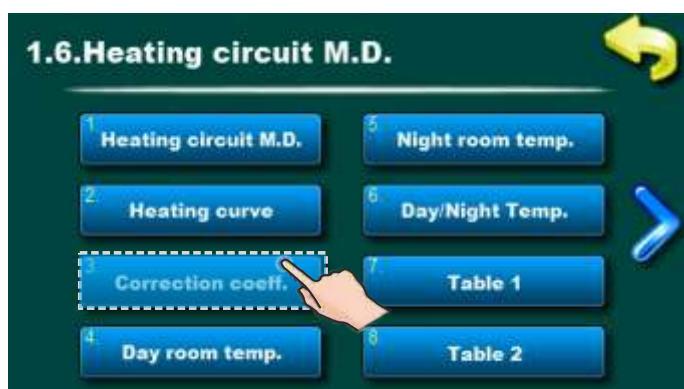 1.6.Heating circuit M.D.
1. Heating circuit M.D.
5. Night room temp.
2. Heating curve
6. Day/Night Temp.
3. Correction coeff.
7. Table 1
4. Day room temp.
8 Table 2